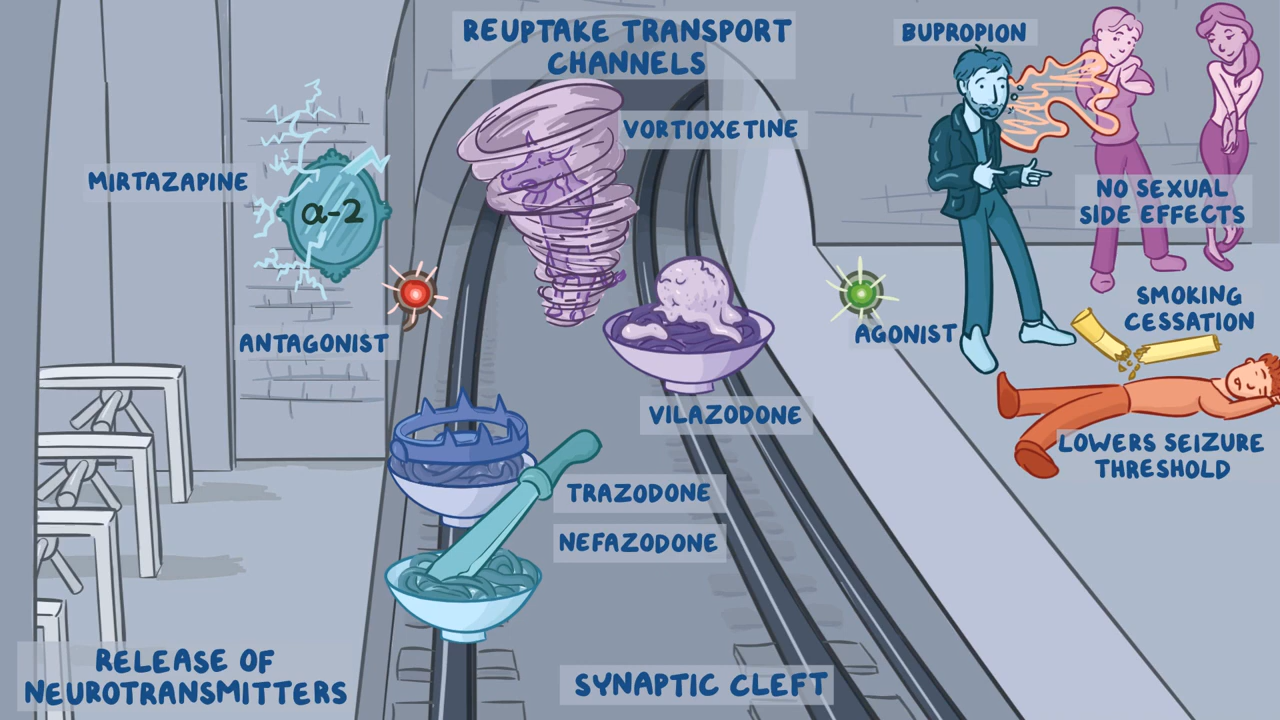 REUPTAKE TRANSPORT
CHANNELS
BUPROPION
VORTIOXETINE
MIRTAZAPINE
α-2
NO SEXUAL
SIDE EFFECTS
SMOKING
CESSATION
ANTAGONIST
AGONIST
VILAZODONE
LOWERS SEIZURE
THRESHOLD
TRAZODONE
NEFAZODONE
RELEASE OF
NEUROTRANSMITTERS
SYNAPTIC CLEFT